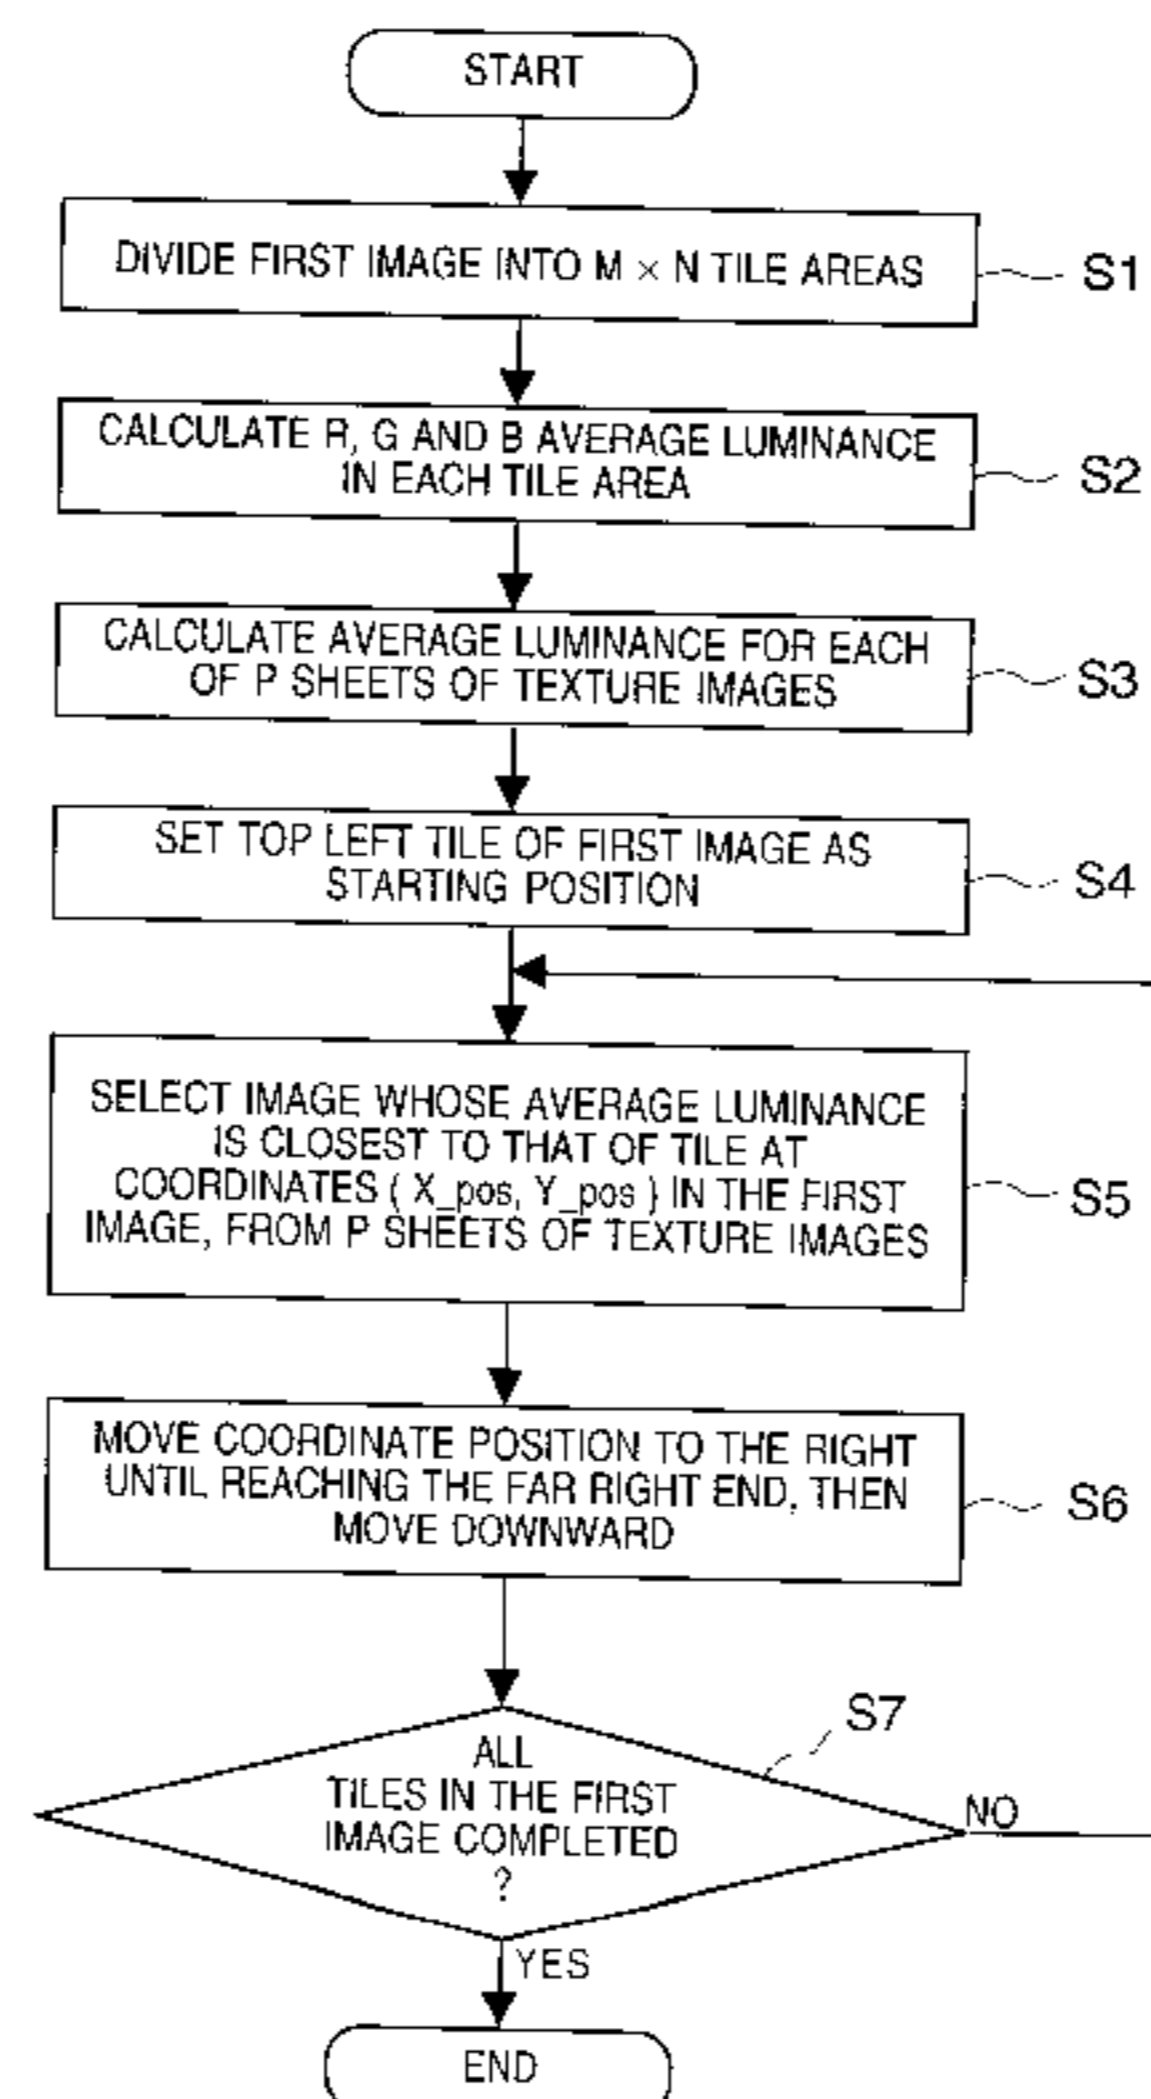 START
DIVIDE FIRST IMAGE INTO M × N TILE AREAS
S1
CALCULATE R, G AND B AVERAGE LUMINANCE
IN EACH TILE AREA
S2
CALCULATE AVERAGE LUMINANCE FOR EACH
OF P SHEETS OF TEXTURE IMAGES
S3
SET TOP LEFT TILE OF FIRST IMAGE AS
STARTING POSITION
S4
SELECT IMAGE WHOSE AVERAGE LUMINANCE
IS CLOSEST TO THAT OF TILE AT
COORDINATES ( X_pos, Y_pos ) IN THE FIRST
IMAGE, FROM P SHEETS OF TEXTURE IMAGES
S5
MOVE COORDINATE POSITION TO THE RIGHT
UNTIL REACHING THE FAR RIGHT END, THEN
MOVE DOWNWARD
S6
S7
ALL
TILES IN THE FIRST
IMAGE COMPLETED
?
NO
YES
END